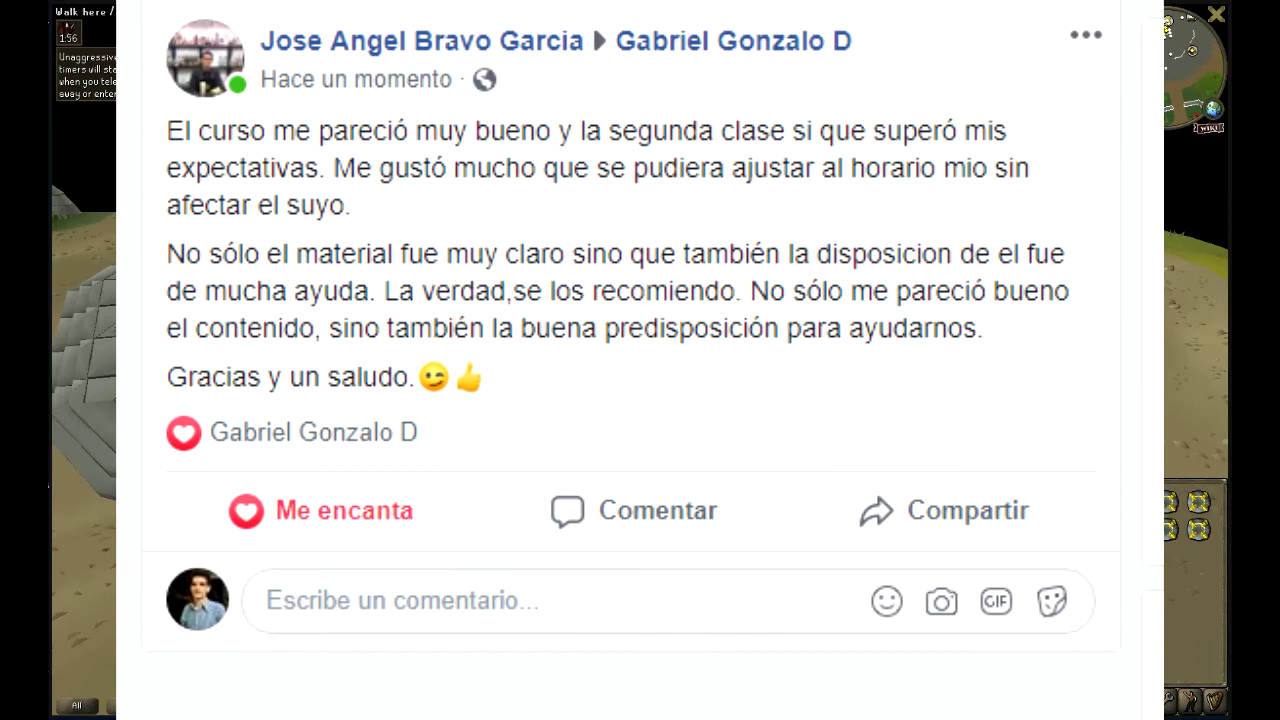 Walk here /
1:56
Unaggressive
timers will sta
when you tele
away or enter
Jose Angel Bravo Garcia Gabriel Gonzalo D
Hace un momento ·
El curso me pareció muy bueno y la segunda clase si que superó mis
expectativas. Me gustó mucho que se pudiera ajustar al horario mio sin
afectar el suyo.
No sólo el material fue muy claro sino que también la disposicion de el fue
de mucha ayuda. La verdad,se los recomiendo. No sólo me pareció bueno
el contenido, sino también la buena predisposición para ayudarnos.
Gracias y un saludo.😉👍
Gabriel Gonzalo D
Me encanta Comentar Compartir
Escribe un comentario...
GIF
WIKI
All